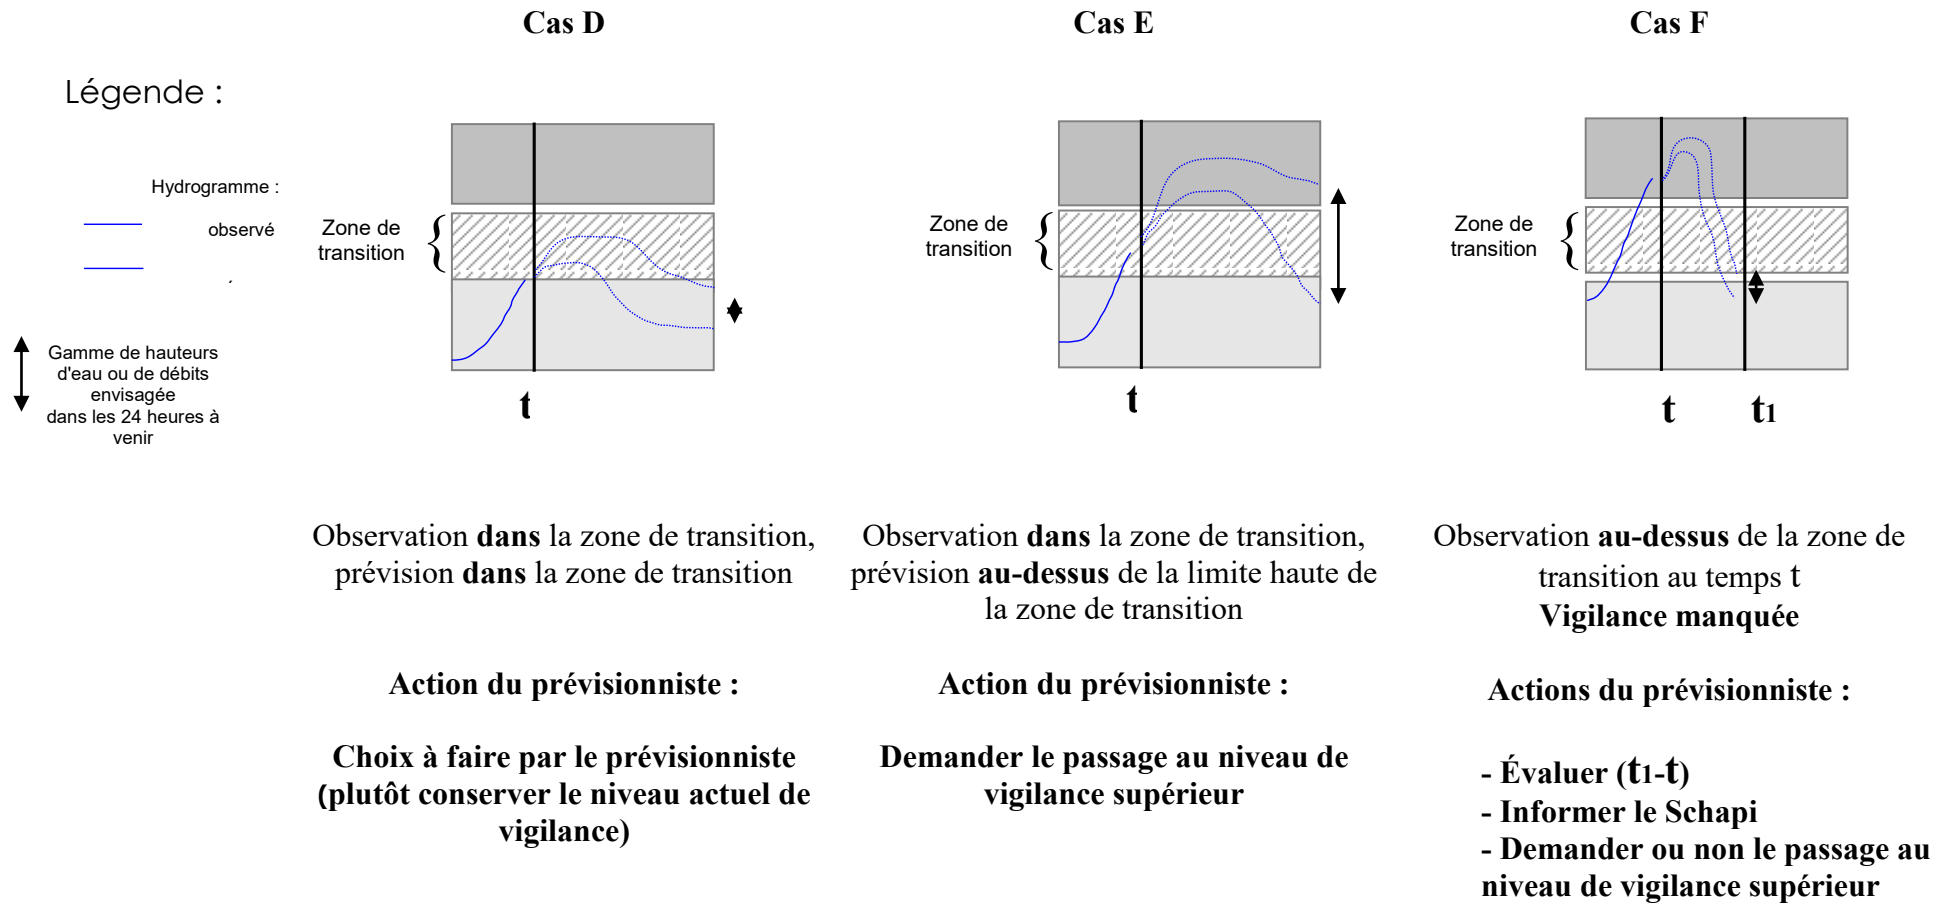 Cas D
Cas E
Cas F
Légende :
Hydrogramme :
observé
Gamme de hauteurs
d'eau ou de débits
envisagée
dans les 24 heures à
venir
Zone de
transition
t
Zone de
transition
t
Zone de
transition
t
t1
Observation dans la zone de transition,
prévision dans la zone de transition
Action du prévisionniste :
Choix à faire par le prévisionniste
(plutôt conserver le niveau actuel de
vigilance)
Observation dans la zone de transition,
prévision au-dessus de la limite haute de
la zone de transition
Action du prévisionniste :
Demander le passage au niveau de
vigilance supérieur
Observation au-dessus de la zone de
transition au temps t
Vigilance manquée
Actions du prévisionniste :
- Évaluer (t1-t)
- Informer le Schapi
- Demander ou non le passage au
niveau de vigilance supérieur